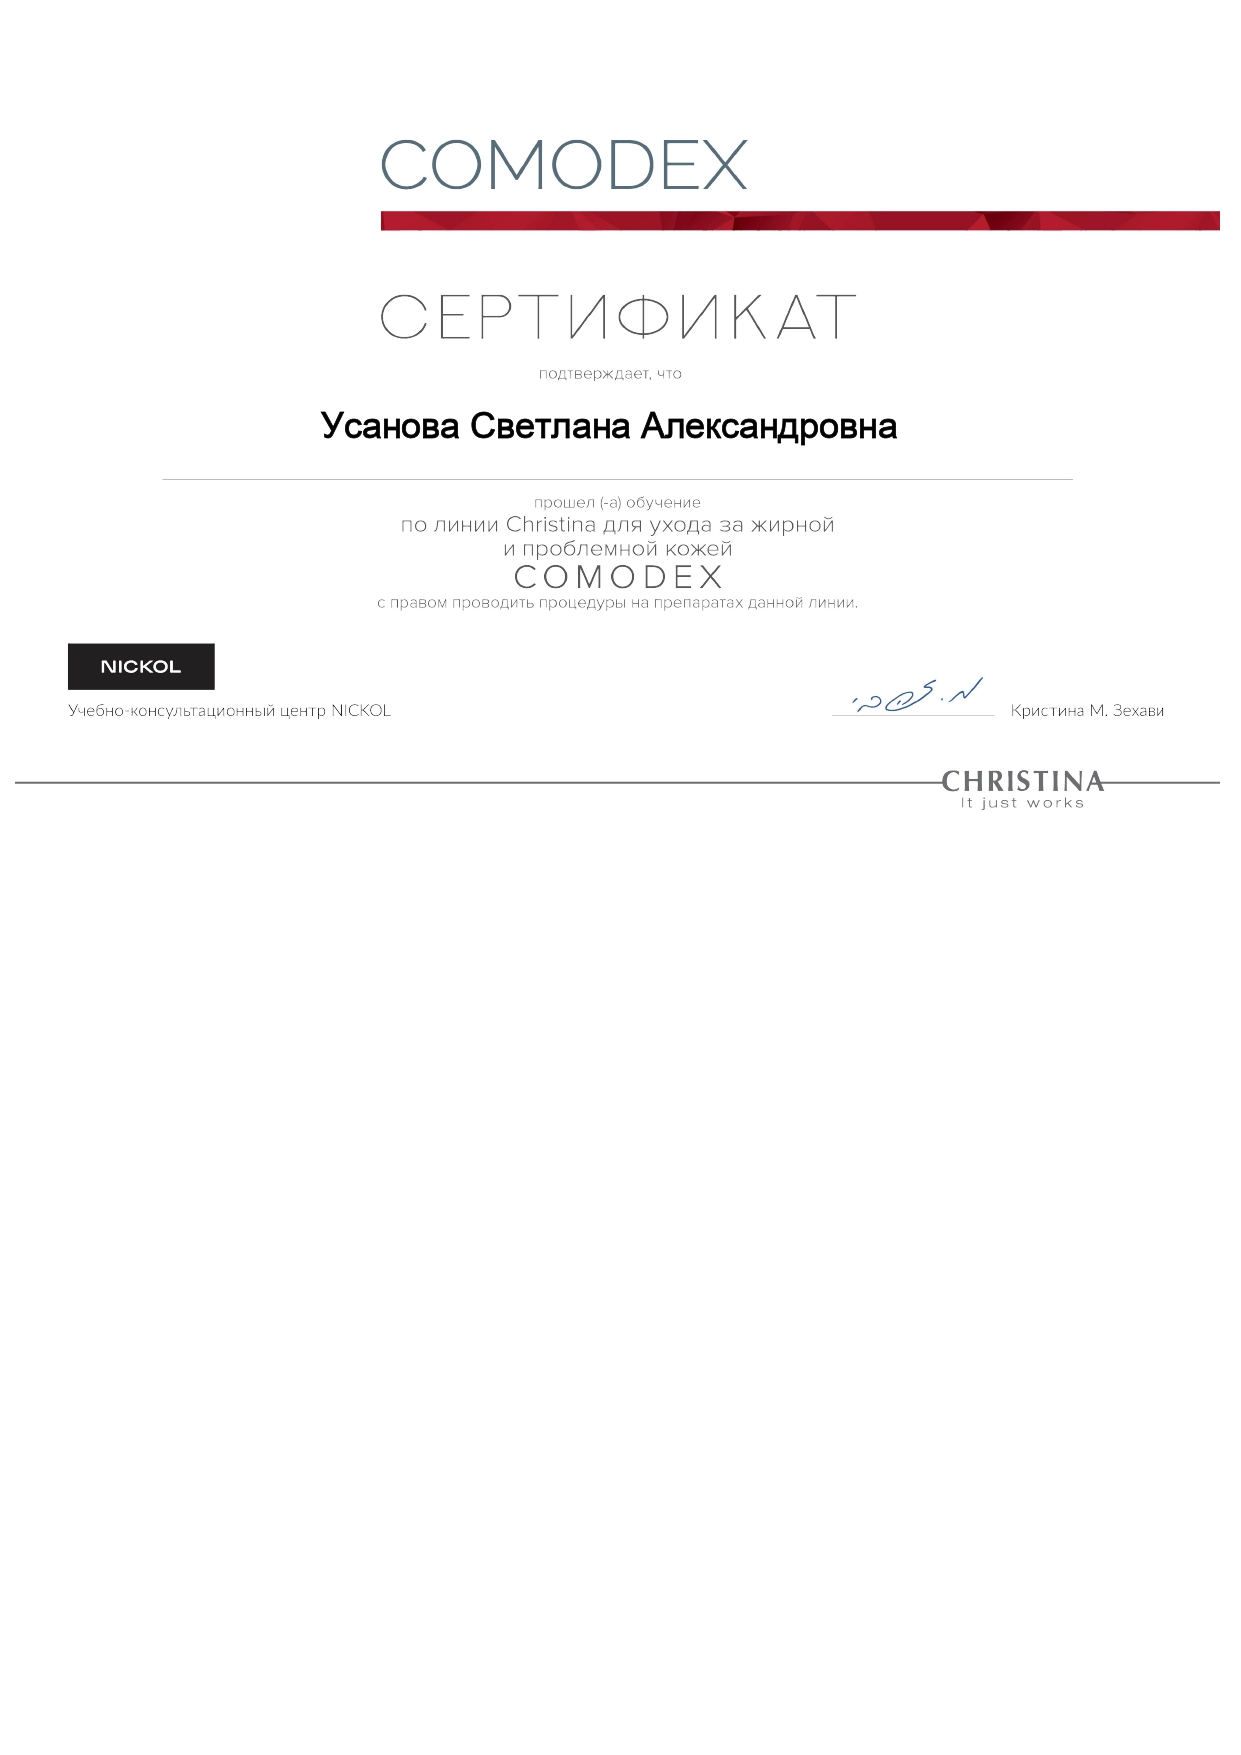 COMODEX
СЕРТИФИКАТ
подтверждает, что
Усанова Светлана Александровна
прошел (-а) обучение
по линии Christina для ухода за жирной
и проблемной кожей
COMODEX
с правом проводить процедуры на препаратах данной линии.
NICKOL
Учебно-консультационный центр NICKOL
Кристина М. Зехави
CHRISTINA
It just works